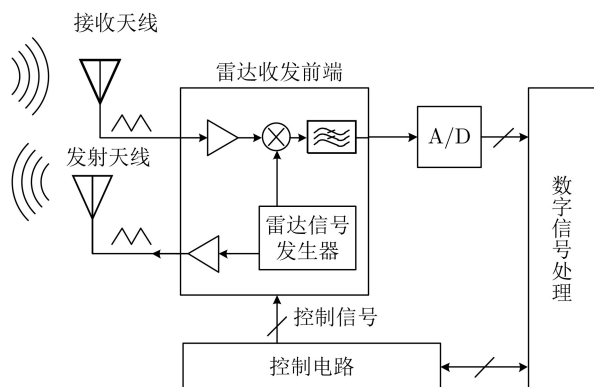 接收天线
雷达收发前端
发射天线
A/D
雷达信号
发生器
数字信号处理
控制信号
控制电路